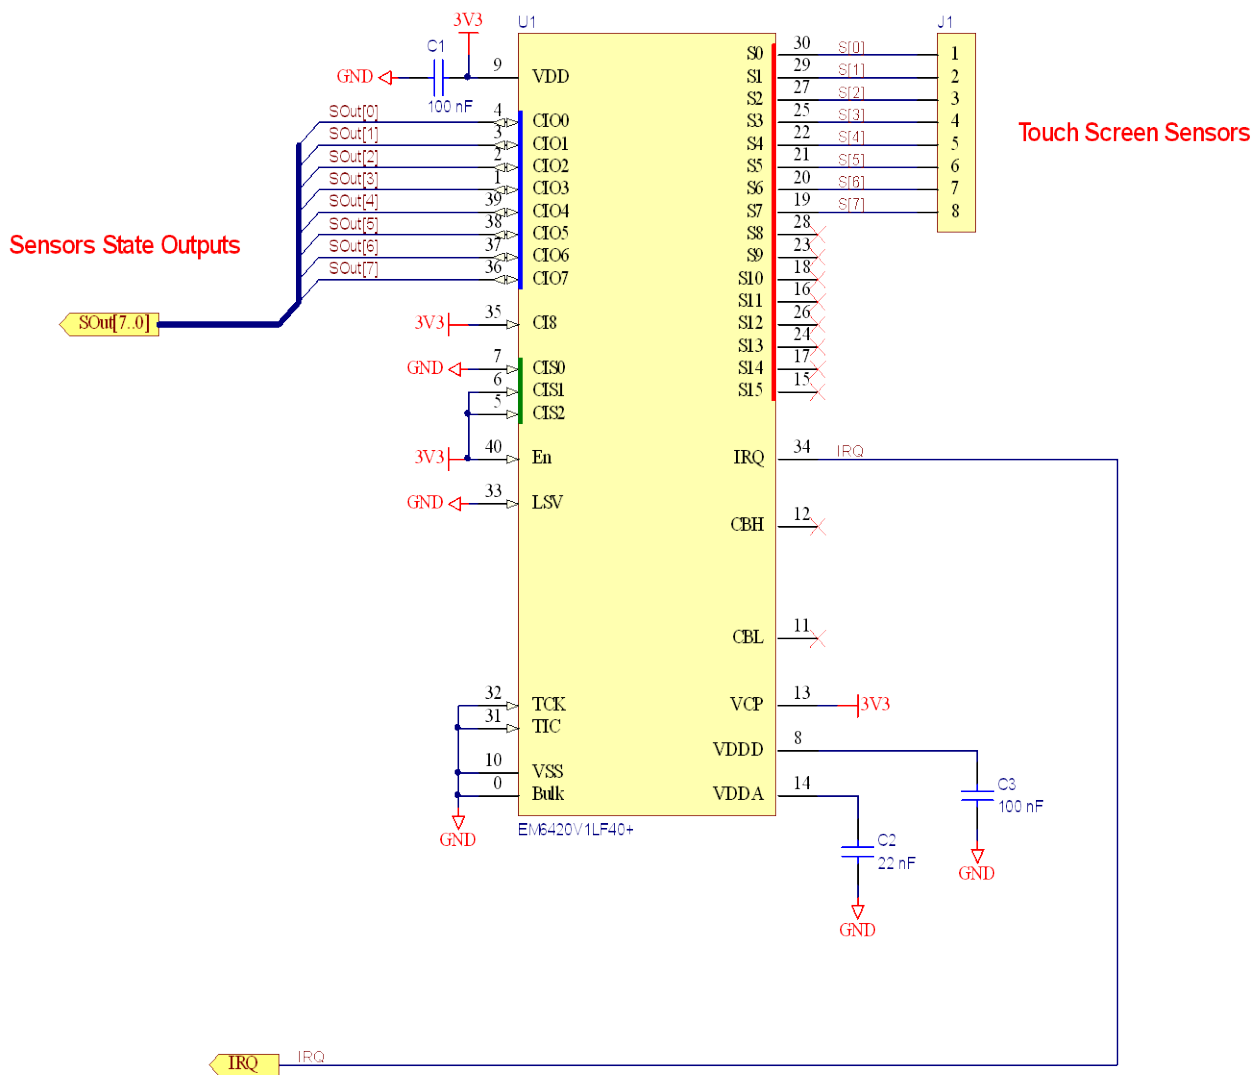 U1
J1
3V3
C1
GND
100 nF
9 VDD
S0 30 S[0] 1
S1 29 S[1] 2
S2 27 S[2] 3
S3 25 S[3] 4
S4 22 S[4] 5
S5 21 S[5] 6
S6 20 S[6] 7
S7 19 S[7] 8
S8 28
S9 23
S10 18
S11 16
S12 26
S13 24
S14 17
S15 15
Touch Screen Sensors
SOut[0] 4 CIO0
SOut[1] 3 CIO1
SOut[2] 2 CIO2
SOut[3] 1 CIO3
SOut[4] 39 CIO4
SOut[5] 38 CIO5
SOut[6] 37 CIO6
SOut[7] 36 CIO7
Sensors State Outputs
SOut[7..0]
3V3 35 CI8
GND 7 CIS0
6 CIS1
5 CIS2
3V3 40 En
GND 33 LSV
IRQ 34 IRQ
CBH 12
CBL 11
32 TCK
31 TIC
10 VSS
0 Bulk
GND
VCP 13 3V3
VDDD 8
VDDA 14
C3
100 nF
GND
C2
22 nF
GND
EM6420V1LF40+
IRQ IRQ